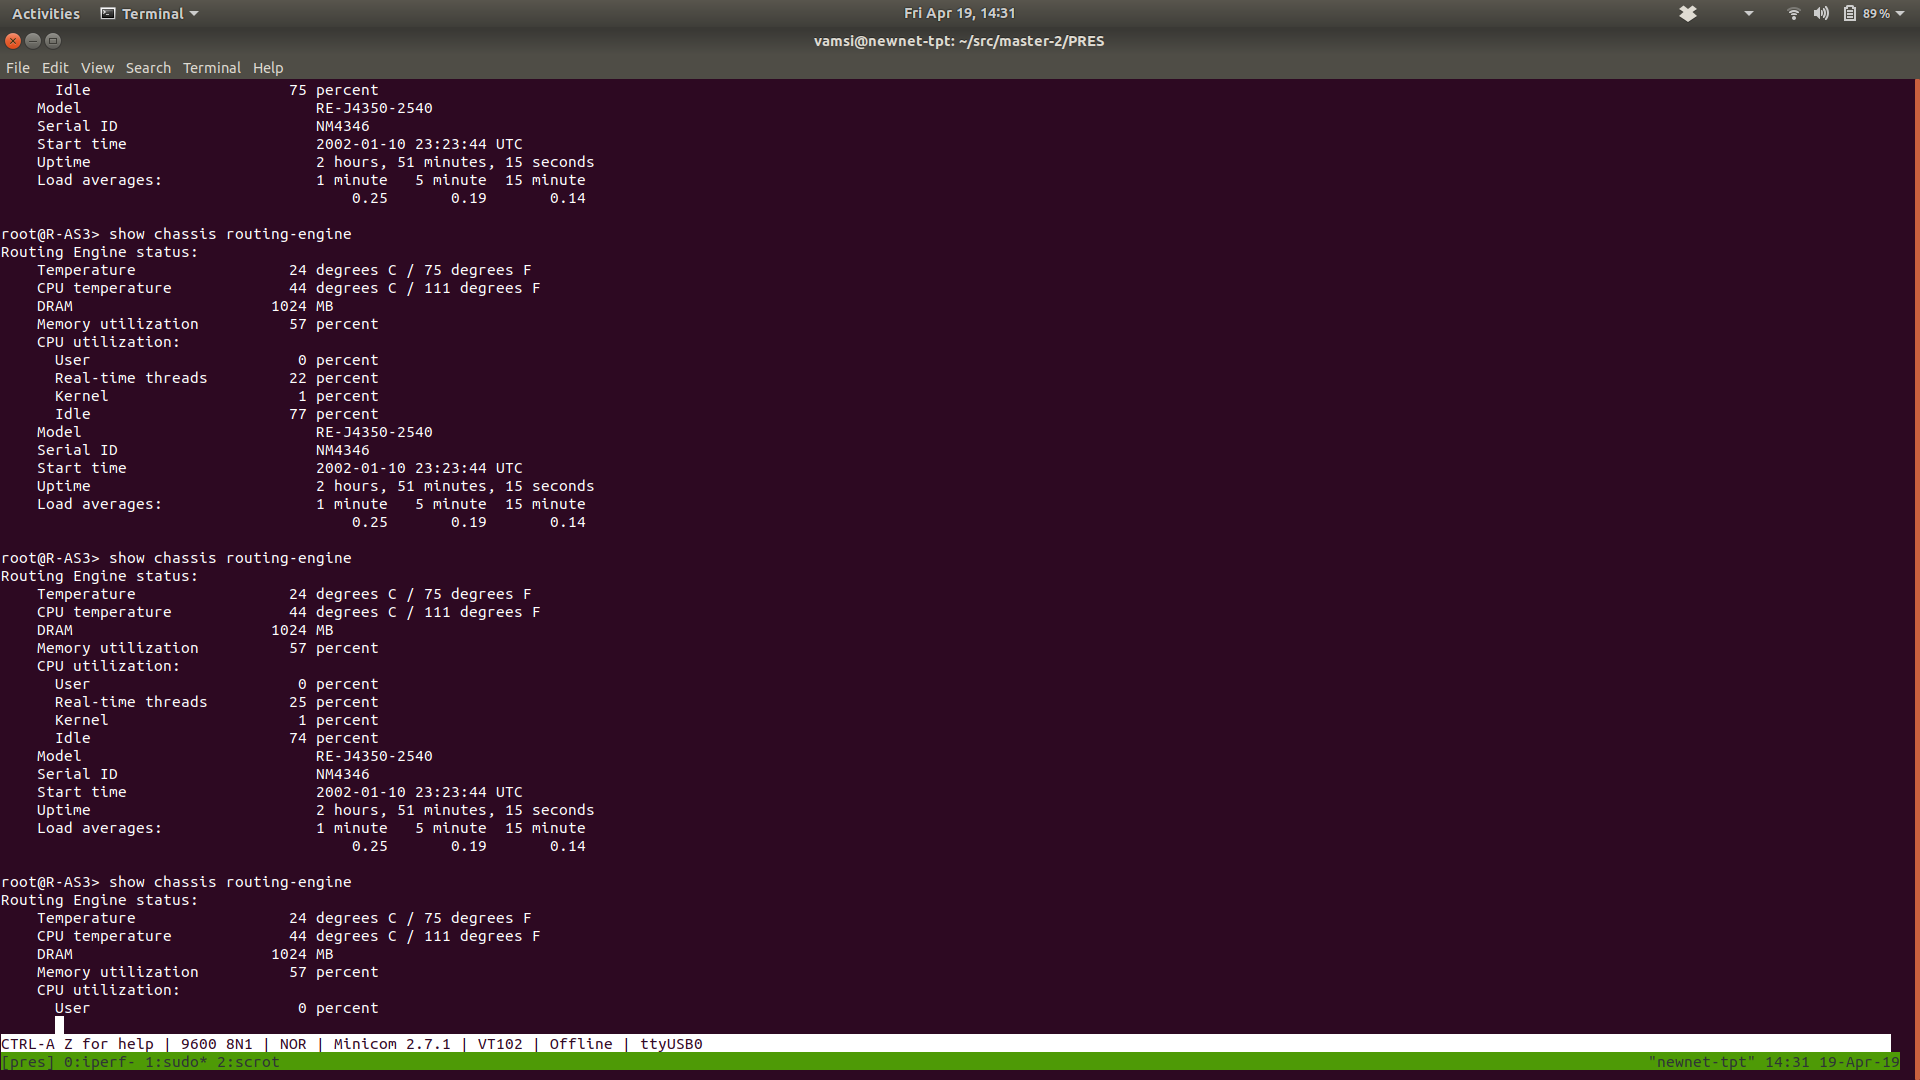 Activities Terminal Fri Apr 19, 14:31 89 %
vamsi@newnet-tpt: ~/src/master-2/PRES
File Edit View Search Terminal Help
      Idle                      75 percent
    Model                          RE-J4350-2540
    Serial ID                      NM4346
    Start time                     2002-01-10 23:23:44 UTC
    Uptime                         2 hours, 51 minutes, 15 seconds
    Load averages:                 1 minute   5 minute  15 minute
                                       0.25       0.19       0.14
root@R-AS3> show chassis routing-engine
Routing Engine status:
    Temperature                 24 degrees C / 75 degrees F
    CPU temperature             44 degrees C / 111 degrees F
    DRAM                      1024 MB
    Memory utilization          57 percent
    CPU utilization:
      User                       0 percent
      Real-time threads         22 percent
      Kernel                     1 percent
      Idle                      77 percent
    Model                          RE-J4350-2540
    Serial ID                      NM4346
    Start time                     2002-01-10 23:23:44 UTC
    Uptime                         2 hours, 51 minutes, 15 seconds
    Load averages:                 1 minute   5 minute  15 minute
                                       0.25       0.19       0.14
root@R-AS3> show chassis routing-engine
Routing Engine status:
    Temperature                 24 degrees C / 75 degrees F
    CPU temperature             44 degrees C / 111 degrees F
    DRAM                      1024 MB
    Memory utilization          57 percent
    CPU utilization:
      User                       0 percent
      Real-time threads         25 percent
      Kernel                     1 percent
      Idle                      74 percent
    Model                          RE-J4350-2540
    Serial ID                      NM4346
    Start time                     2002-01-10 23:23:44 UTC
    Uptime                         2 hours, 51 minutes, 15 seconds
    Load averages:                 1 minute   5 minute  15 minute
                                       0.25       0.19       0.14
root@R-AS3> show chassis routing-engine
Routing Engine status:
    Temperature                 24 degrees C / 75 degrees F
    CPU temperature             44 degrees C / 111 degrees F
    DRAM                      1024 MB
    Memory utilization          57 percent
    CPU utilization:
      User                       0 percent
CTRL-A Z for help | 9600 8N1 | NOR | Minicom 2.7.1 | VT102 | Offline | ttyUSB0
[pres] 0:iperf- 1:sudo* 2:scrot "newnet-tpt" 14:31 19-Apr-19